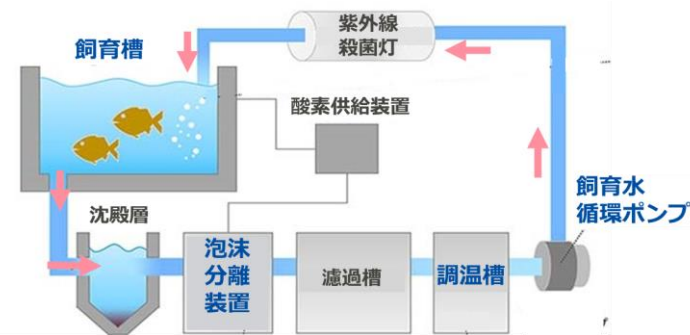 紫外線
殺菌灯
飼育槽
酸素供給装置
飼育水
循環ポンプ
沈殿層
泡沫
分離
装置
濾過槽
調温槽